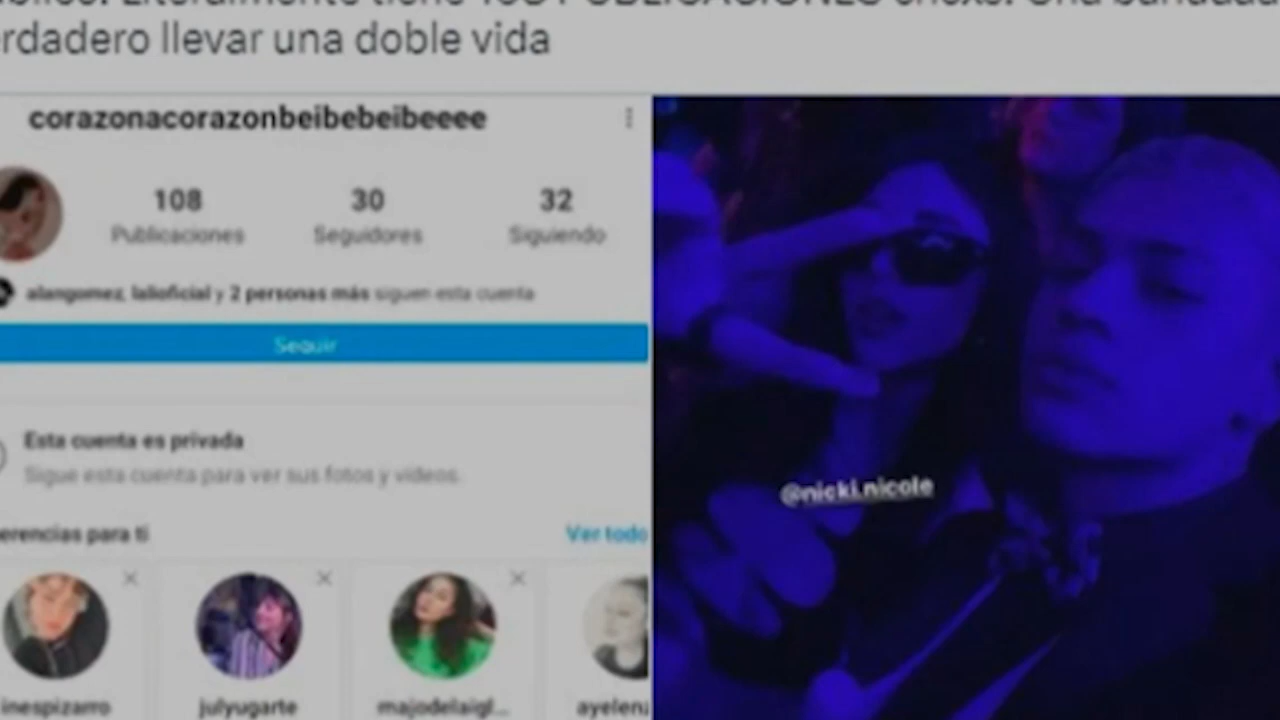 PUBLICACIONES
verdadero llevar una doble vida
corazonacorazonbeibebeibeeee
108 30 32
Publicaciones Seguidores Siguiendo
alangomez, lalioficial y 2 personas más siguen esta cuenta
Seguir
Esta cuenta es privada
Sigue esta cuenta para ver sus fotos y videos.
erencias para ti Ver todo
inespizarro julyugarte majodelaigl... ayelen
@nicki.nicole